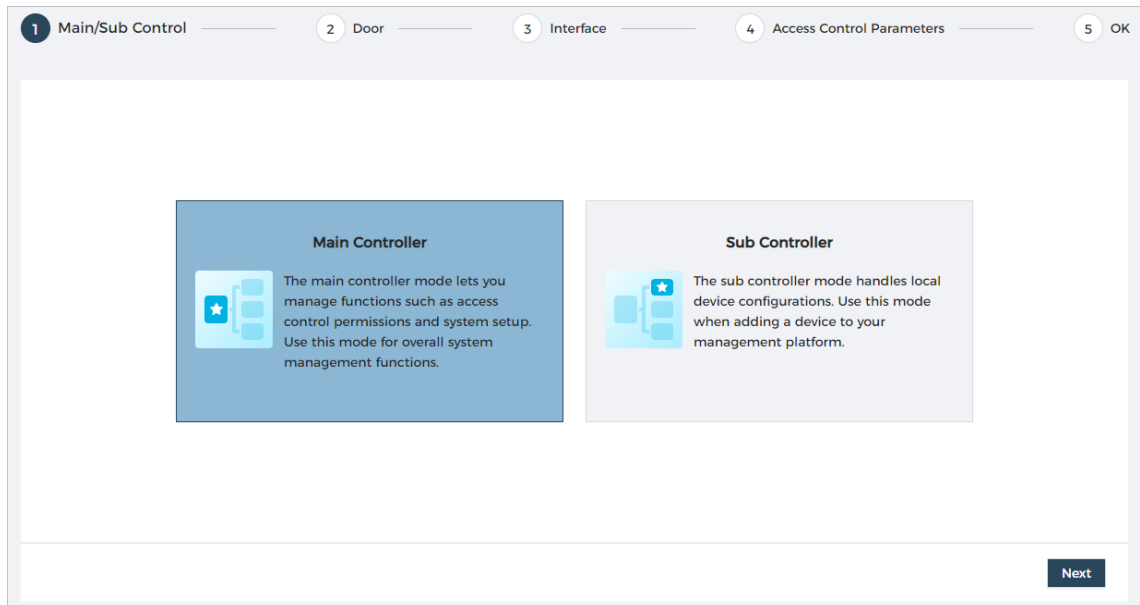 1 Main/Sub Control 2 Door 3 Interface 4 Access Control Parameters 5 OK
Main Controller
The main controller mode lets you
manage functions such as access
control permissions and system setup.
Use this mode for overall system
management functions.
Sub Controller
The sub controller mode handles local
device configurations. Use this mode
when adding a device to your
management platform.
Next